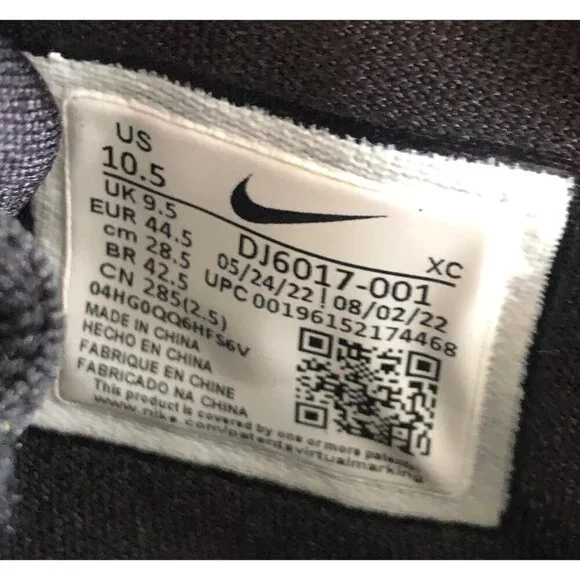 US
10.5
UK 9.5
EUR 44.5
cm 28.5
BR 42.5
CN 285(2.5)
XC
DJ6017-001
05/24/22 ! 08/02/22
UPC 00196152174468
04HG0QQ6HFS6V
MADE IN CHINA
HECHO EN CHINA
FABRIQUE EN CHINE
FABRICADO NA CHINA
This product is covered by one or more patents
www.nike.com/patentsvirtualmarking